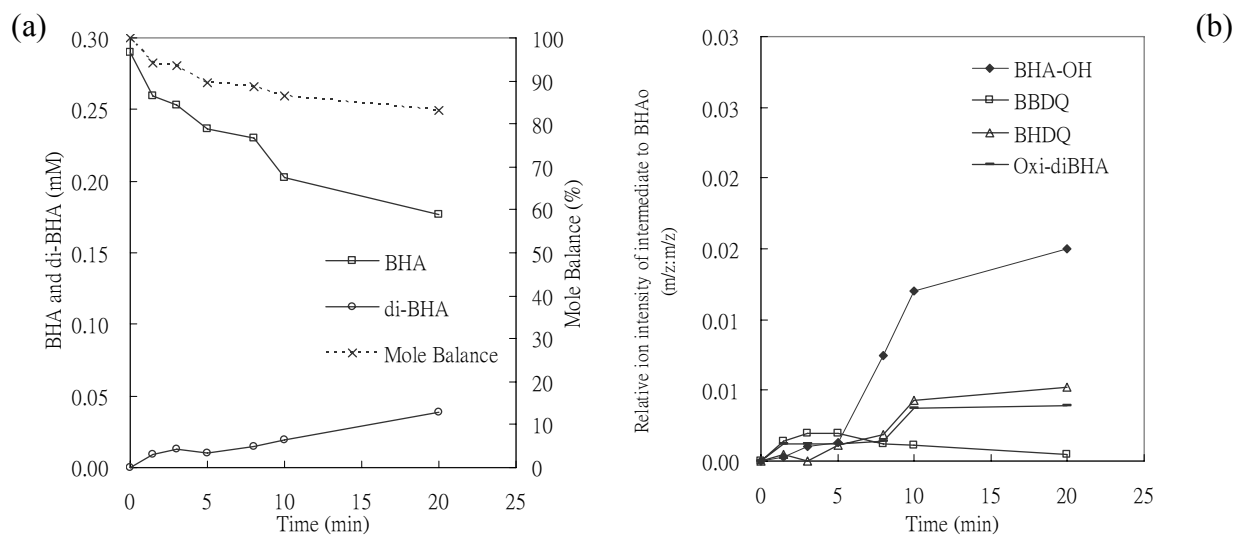 (a)
BHA and di-BHA (mM)
0.30
0.25
0.20
0.15
0.10
0.05
0.00
100
90
80
70
60
50
40
30
20
10
0
Mole Balance (%)
BHA
di-BHA
Mole Balance
0 5 10 15 20 25
Time (min)
(b)
Relative ion intensity of intermediate to BHAo
(m/z:m/z)
0.03
0.03
0.02
0.02
0.01
0.01
0.00
BHA-OH
BBDQ
BHDQ
Oxi-diBHA
0 5 10 15 20 25
Time (min)